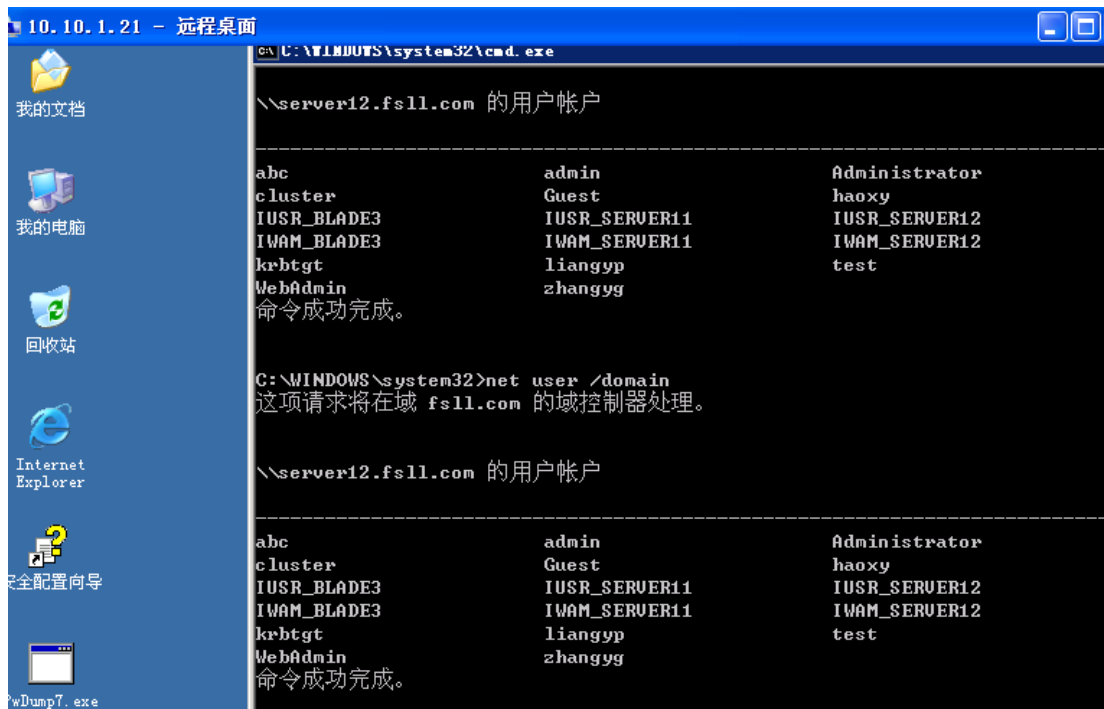 10.10.1.21 - 远程桌面
C:\WINDOWS\system32\cmd.exe
我的文档
我的电脑
回收站
Internet
Explorer
安全配置向导
PwDump7.exe
\\server12.fsll.com 的用户帐户
-------------------------------------------------------------------------------
abc admin Administrator
cluster Guest haoxy
IUSR_BLADE3 IUSR_SERVER11 IUSR_SERVER12
IWAM_BLADE3 IWAM_SERVER11 IWAM_SERVER12
krbtgt liangyp test
WebAdmin zhangyg
命令成功完成。
C:\WINDOWS\system32>net user /domain
这项请求将在域 fsll.com 的域控制器处理。
\\server12.fsll.com 的用户帐户
-------------------------------------------------------------------------------
abc admin Administrator
cluster Guest haoxy
IUSR_BLADE3 IUSR_SERVER11 IUSR_SERVER12
IWAM_BLADE3 IWAM_SERVER11 IWAM_SERVER12
krbtgt liangyp test
WebAdmin zhangyg
命令成功完成。